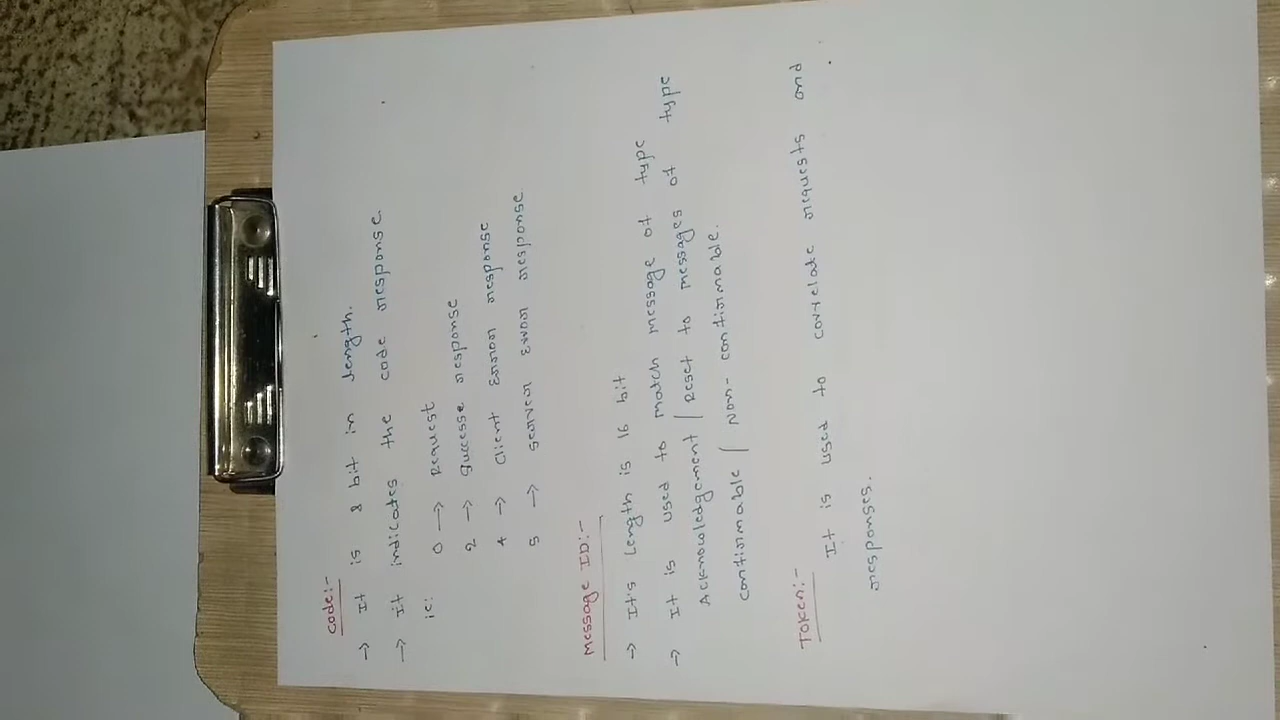 Code:-
→ It is 8 bit in length.
→ it indicates the code response.
ie: 0 → Request
2 → Successe response
4 → Client Error response
5 → Server Error response
Message ID:-
→ It's Length is 16 bit
→ It is used to match message of type
Acknowledgement / Reset to messages of type
Confirmable / Non-confirmable.
Token:-
It is used to correlade requests and
responses.